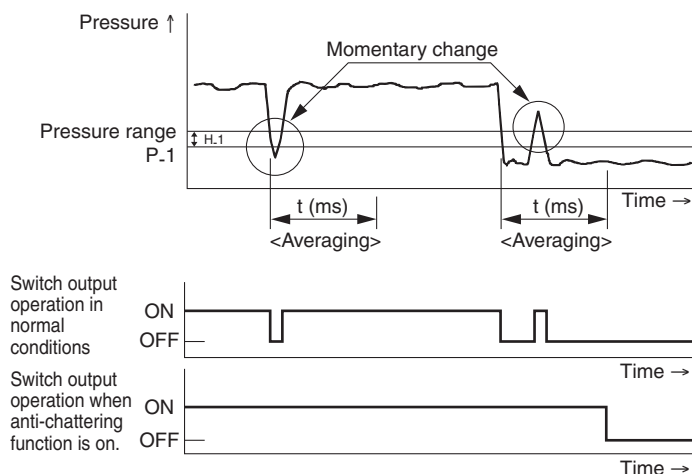 Pressure ↑
Momentary change
Pressure range
H_1
P_1
Time →
t (ms)
t (ms)
<Averaging>
<Averaging>
Switch output
operation in
normal
conditions
ON
OFF
Time →
Switch output
operation when
anti-chattering
function is on.
ON
OFF
Time →